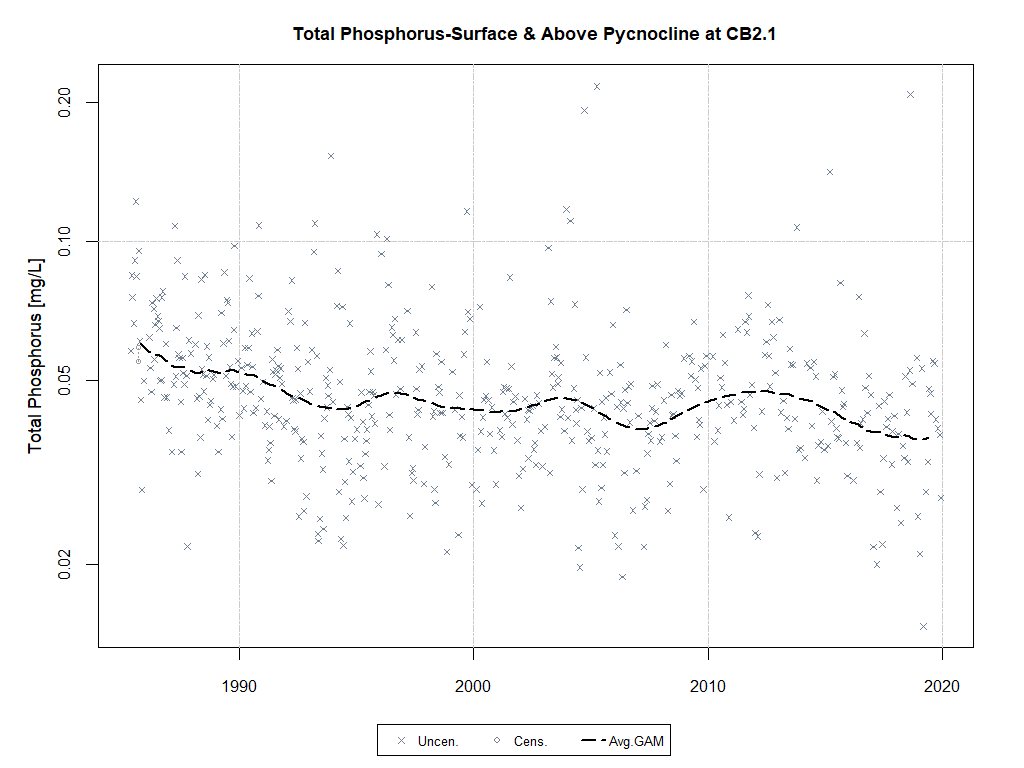 Total Phosphorus-Surface & Above Pycnocline at CB2.1
Total Phosphorus [mg/L]
0.20
0.10
0.05
0.02
1990 2000 2010 2020
Uncen. Cens. Avg.GAM